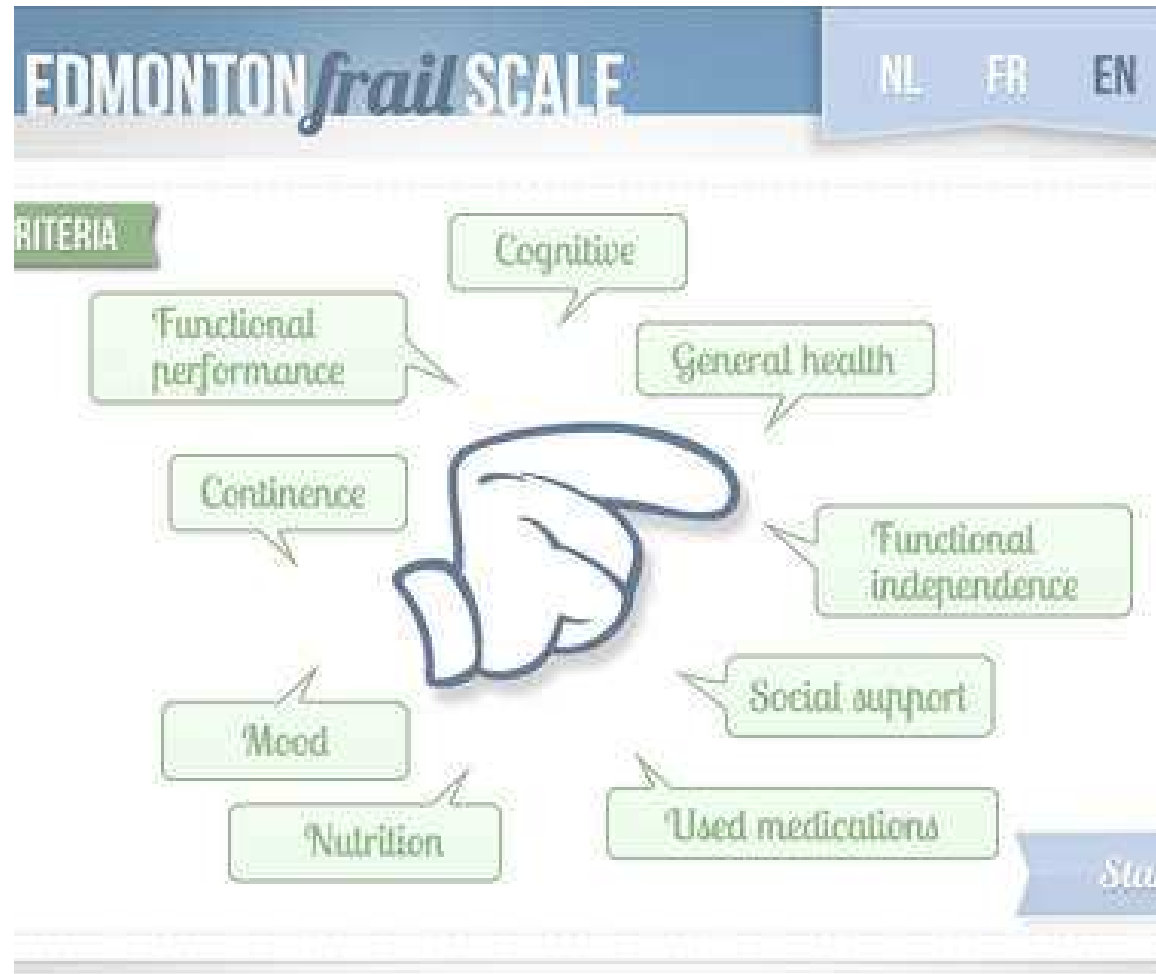 EDMONTON frail SCALE
NL FR EN
RITERIA
Cognitive
Functional
performance
General health
Continence
Functional
independence
Social support
Mood
Used medications
Nutrition
Sta